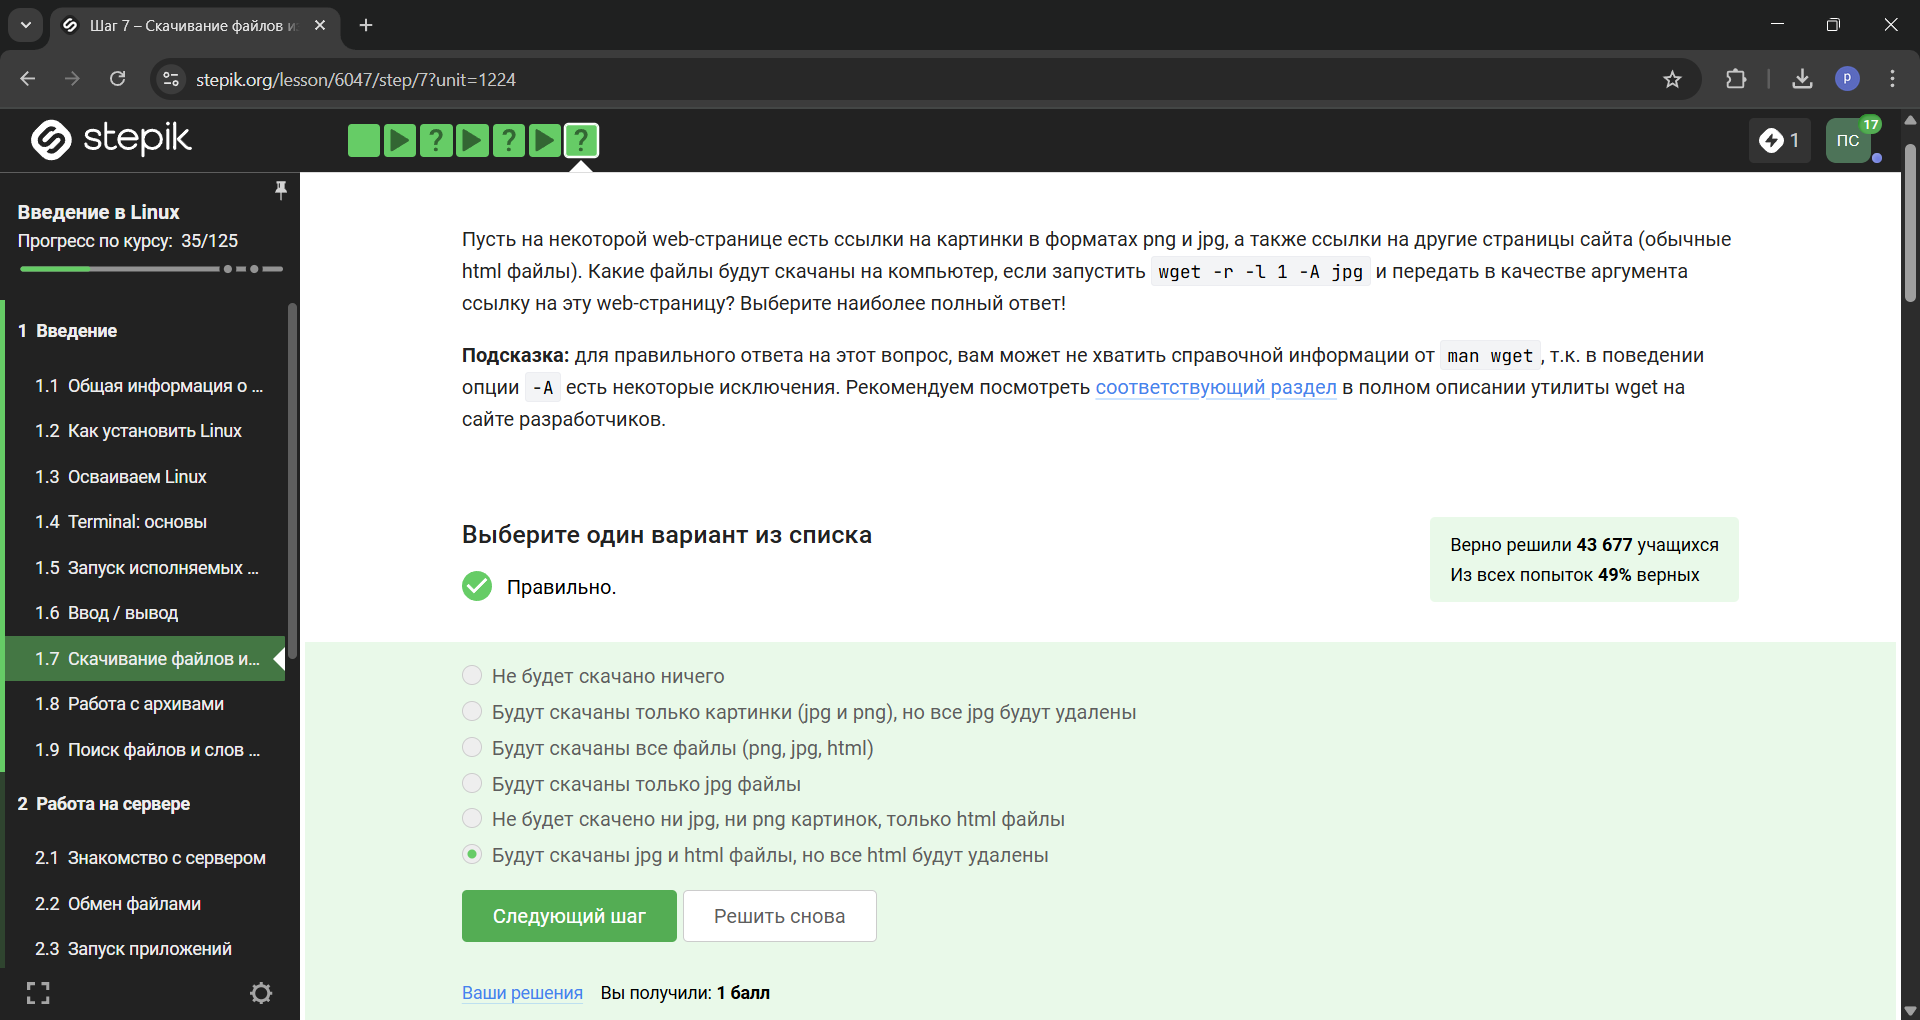 Шаг 7 – Скачивание файлов из
stepik.org/lesson/6047/step/7?unit=1224
p
stepik
? ? ?
1
ПС
17
Введение в Linux
Прогресс по курсу: 35/125
1 Введение
1.1 Общая информация о ...
1.2 Как установить Linux
1.3 Осваиваем Linux
1.4 Terminal: основы
1.5 Запуск исполняемых ...
1.6 Ввод / вывод
1.7 Скачивание файлов и...
1.8 Работа с архивами
1.9 Поиск файлов и слов ...
2 Работа на сервере
2.1 Знакомство с сервером
2.2 Обмен файлами
2.3 Запуск приложений
Пусть на некоторой web-странице есть ссылки на картинки в форматах png и jpg, а также ссылки на другие страницы сайта (обычные
html файлы). Какие файлы будут скачаны на компьютер, если запустить wget -r -l 1 -A jpg и передать в качестве аргумента
ссылку на эту web-страницу? Выберите наиболее полный ответ!
Подсказка: для правильного ответа на этот вопрос, вам может не хватить справочной информации от man wget, т.к. в поведении
опции -A есть некоторые исключения. Рекомендуем посмотреть соответствующий раздел в полном описании утилиты wget на
сайте разработчиков.
Выберите один вариант из списка
Правильно.
Верно решили 43 677 учащихся
Из всех попыток 49% верных
Не будет скачано ничего
Будут скачаны только картинки (jpg и png), но все jpg будут удалены
Будут скачаны все файлы (png, jpg, html)
Будут скачаны только jpg файлы
Не будет скачено ни jpg, ни png картинок, только html файлы
Будут скачаны jpg и html файлы, но все html будут удалены
Следующий шаг
Решить снова
Ваши решения Вы получили: 1 балл